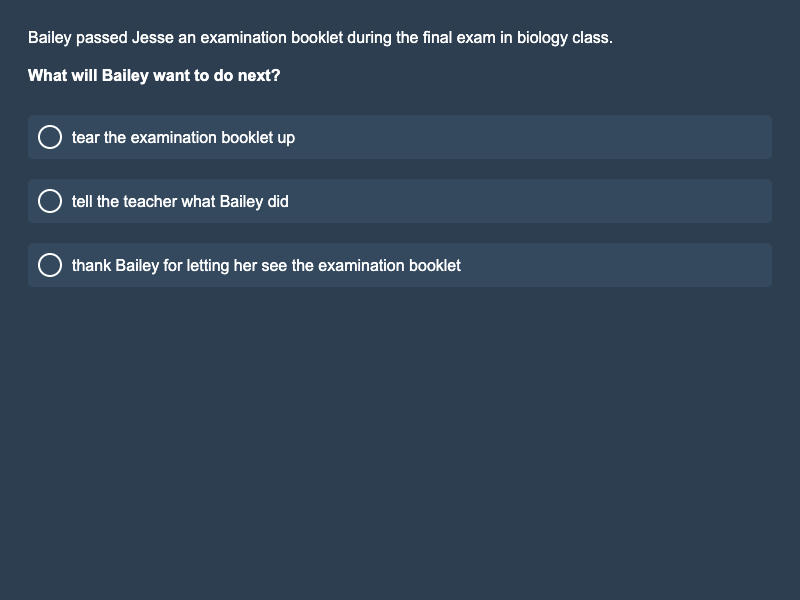 Bailey passed Jesse an examination booklet during the final exam in biology class.
What will Bailey want to do next?
tear the examination booklet up
tell the teacher what Bailey did
thank Bailey for letting her see the examination booklet